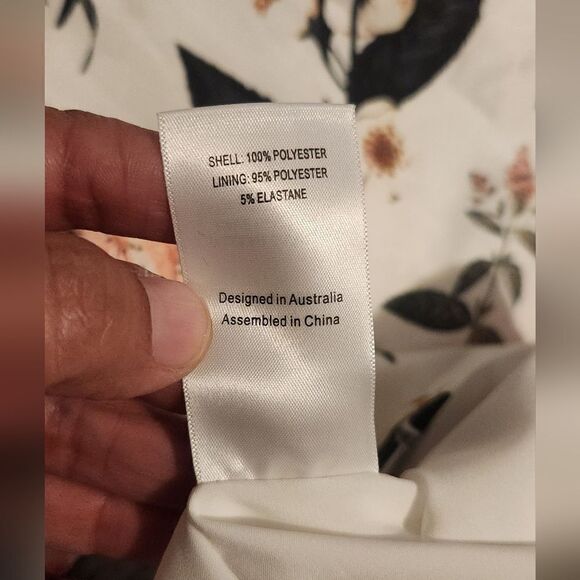 SHELL: 100% POLYESTER
LINING: 95% POLYESTER
5% ELASTANE
Designed in Australia
Assembled in China